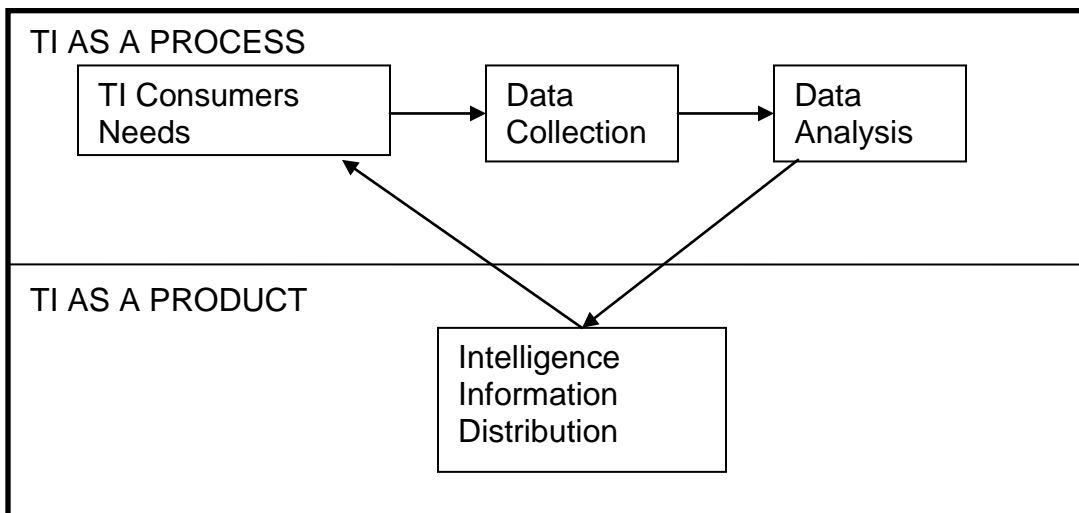 TI AS A PROCESS
TI Consumers
Needs
Data
Collection
Data
Analysis
TI AS A PRODUCT
Intelligence
Information
Distribution